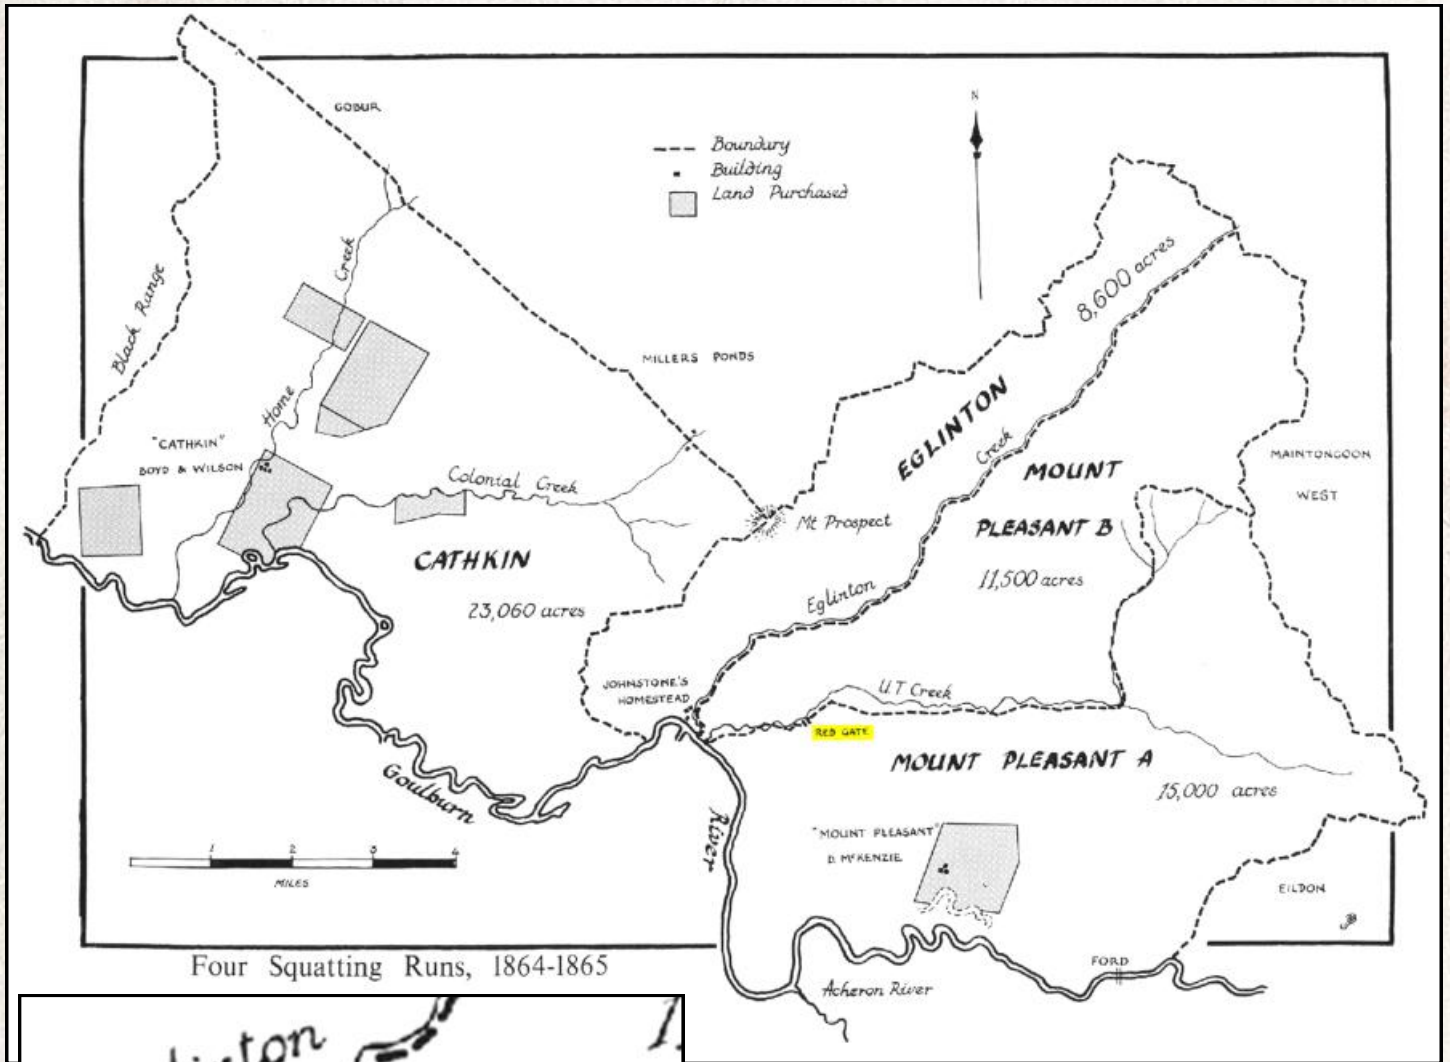 GOBUR
N
Boundary
Building
Land Purchased
8,600 acres
Black Range
Creek
Home
MILLERS PONDS
EGLINTON
Creek
MOUNT
PLEASANT B
11,500 acres
MAINTONGOON
WEST
"CATHKIN"
BOYD & WILSON
Colonial Creek
Mt Prospect
CATHKIN
23,060 acres
Eglinton
JOHNSTONE'S
HOMESTEAD
U.T Creek
RED GATE
MOUNT PLEASANT A
15,000 acres
Goulburn
River
"MOUNT PLEASANT"
D. McKENZIE
1 2 3 4
MILES
EILDON
FORD
Acheron River
Four Squatting Runs, 1864-1865